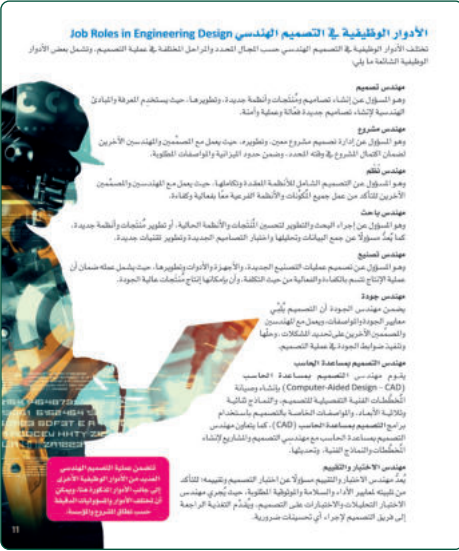 الأدوار الوظيفية في التصميم الهندسي Job Roles in Engineering Design
تختلف الأدوار الوظيفية في التصميم الهندسي حسب المجال المحدد والمراحل المختلفة في عملية التصميم، وتشمل بعض الأدوار
الوظيفية الشائعة ما يلي:
مهندس تصميم
وهو المسؤول عن إنشاء تصاميم ومُنتَجات وأنظمة جديدة، وتطويرها، حيث يستخدم المعرفة والمبادئ
الهندسية لإنشاء تصاميم جديدة فعّالة وعملية وآمنة.
مهندس مشروع
وهو المسؤول عن إدارة تصميم مشروع معين، وتطويره، حيث يعمل مع المصمِّمين والمهندسين الآخرين
لضمان اكتمال المشروع في وقته المحدد، وضمن حدود الميزانية والمواصفات المطلوبة.
مهندس نُظُم
وهو المسؤول عن التصميم الشامل للأنظمة المعقدة وتكاملها، حيث يعمل مع المهندسين والمصمِّمين
الآخرين للتأكد من عمل جميع المكوّنات والأنظمة الفرعية معًا بفعالية وكفاءة.
مهندس باحث
وهو المسؤول عن إجراء البحث والتطوير لتحسين المُنتَجات والأنظمة الحالية، أو تطوير مُنتَجات وأنظمة جديدة.
كما يُعدُّ مسؤولًا عن جمع البيانات وتحليلها واختبار التصاميم الجديدة وتطوير تقنيات جديدة.
مهندس تصنيع
وهو المسؤول عن تصميم عمليات التصنيع الجديدة، والأجهزة والأدوات وتطويرها، حيث يشمل عمله ضمان أن
عملية الإنتاج تتسم بالكفاءة والفعالية من حيث التكلفة، وأن بإمكانها إنتاج مُنتَجات عالية الجودة.
مهندس جودة
يضمن مهندس الجودة أن التصميم يُلبّي
معايير الجودة والمواصفات، ويعمل مع المهندسين
والمصمِّمين الآخرين على تحديد المشكلات، وحلّها
وتنفيذ ضوابط الجودة في عملية التصميم.
مهندس التصميم بمساعدة الحاسب
يقوم مهندس التصميم بمساعدة الحاسب
(Computer-Aided Design - CAD) بإنشاء وصيانة
المُخطَّطات الفنية التفصيلية للتصميم، والنماذج ثنائية
وثلاثية الأبعاد، والمواصفات الخاصة بالتصميم باستخدام
برامج التصميم بمساعدة الحاسب (CAD)، كما يتعاون مهندس
التصميم بمساعدة الحاسب مع مهندسي التصميم والمشاريع لإنشاء
المُخطَّطات والنماذج الفنية، وتحديثها.
مهندس الاختبار والتقييم
يُعدُّ مهندس الاختبار والتقييم مسؤولًا عن اختبار التصميم وتقييمه؛ للتأكد
من تلبيته لمعايير الأداء والسلامة والموثوقية المطلوبة، حيث يُجري مهندس
الاختبار التحليلات والاختبارات على التصميم، ويُقدِّم التغذية الراجعة
إلى فريق التصميم لإجراء أي تحسينات ضرورية.
تتضمن عملية التصميم الهندسي
العديد من الأدوار الوظيفية الأخرى
إلى جانب الأدوار المذكورة هنا، ويمكن
أن تختلف الأدوار والمسؤوليات الدقيقة
حسب نطاق المشروع والمؤسسة.
11